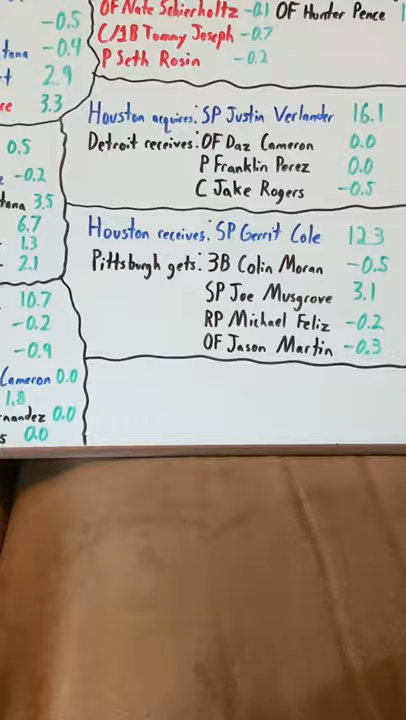 OF Nate Schierholtz -0.1 OF Hunter Pence
C/1B Tommy Joseph -0.7
P Seth Rosin -0.2
-0.5
-0.4
2.9
3.3
0.5
-0.2
3.5
6.7
1.3
2.1
10.7
-0.2
-0.9
Cameron 0.0
1.8
0.0
0.0
Houston acquires: SP Justin Verlander 16.1
Detroit receives: OF Daz Cameron 0.0
P Franklin Perez 0.0
C Jake Rogers -0.5
Houston receives: SP Gerrit Cole 12.3
Pittsburgh gets: 3B Colin Moran -0.5
SP Joe Musgrove 3.1
RP Michael Feliz -0.2
OF Jason Martin -0.3